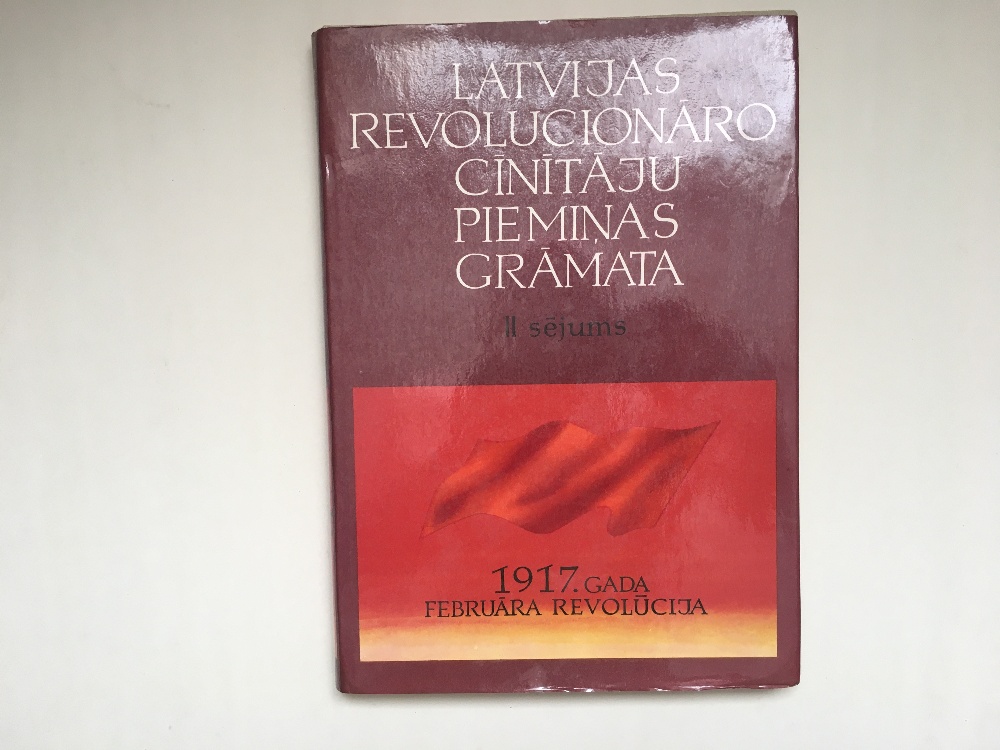 LATVIJAS
REVOLUCIONĀRO
CĪNĪTĀJU
PIEMIŅAS
GRĀMATA
II sējums
1917. GADA
FEBRUĀRA REVOLŪCIJA